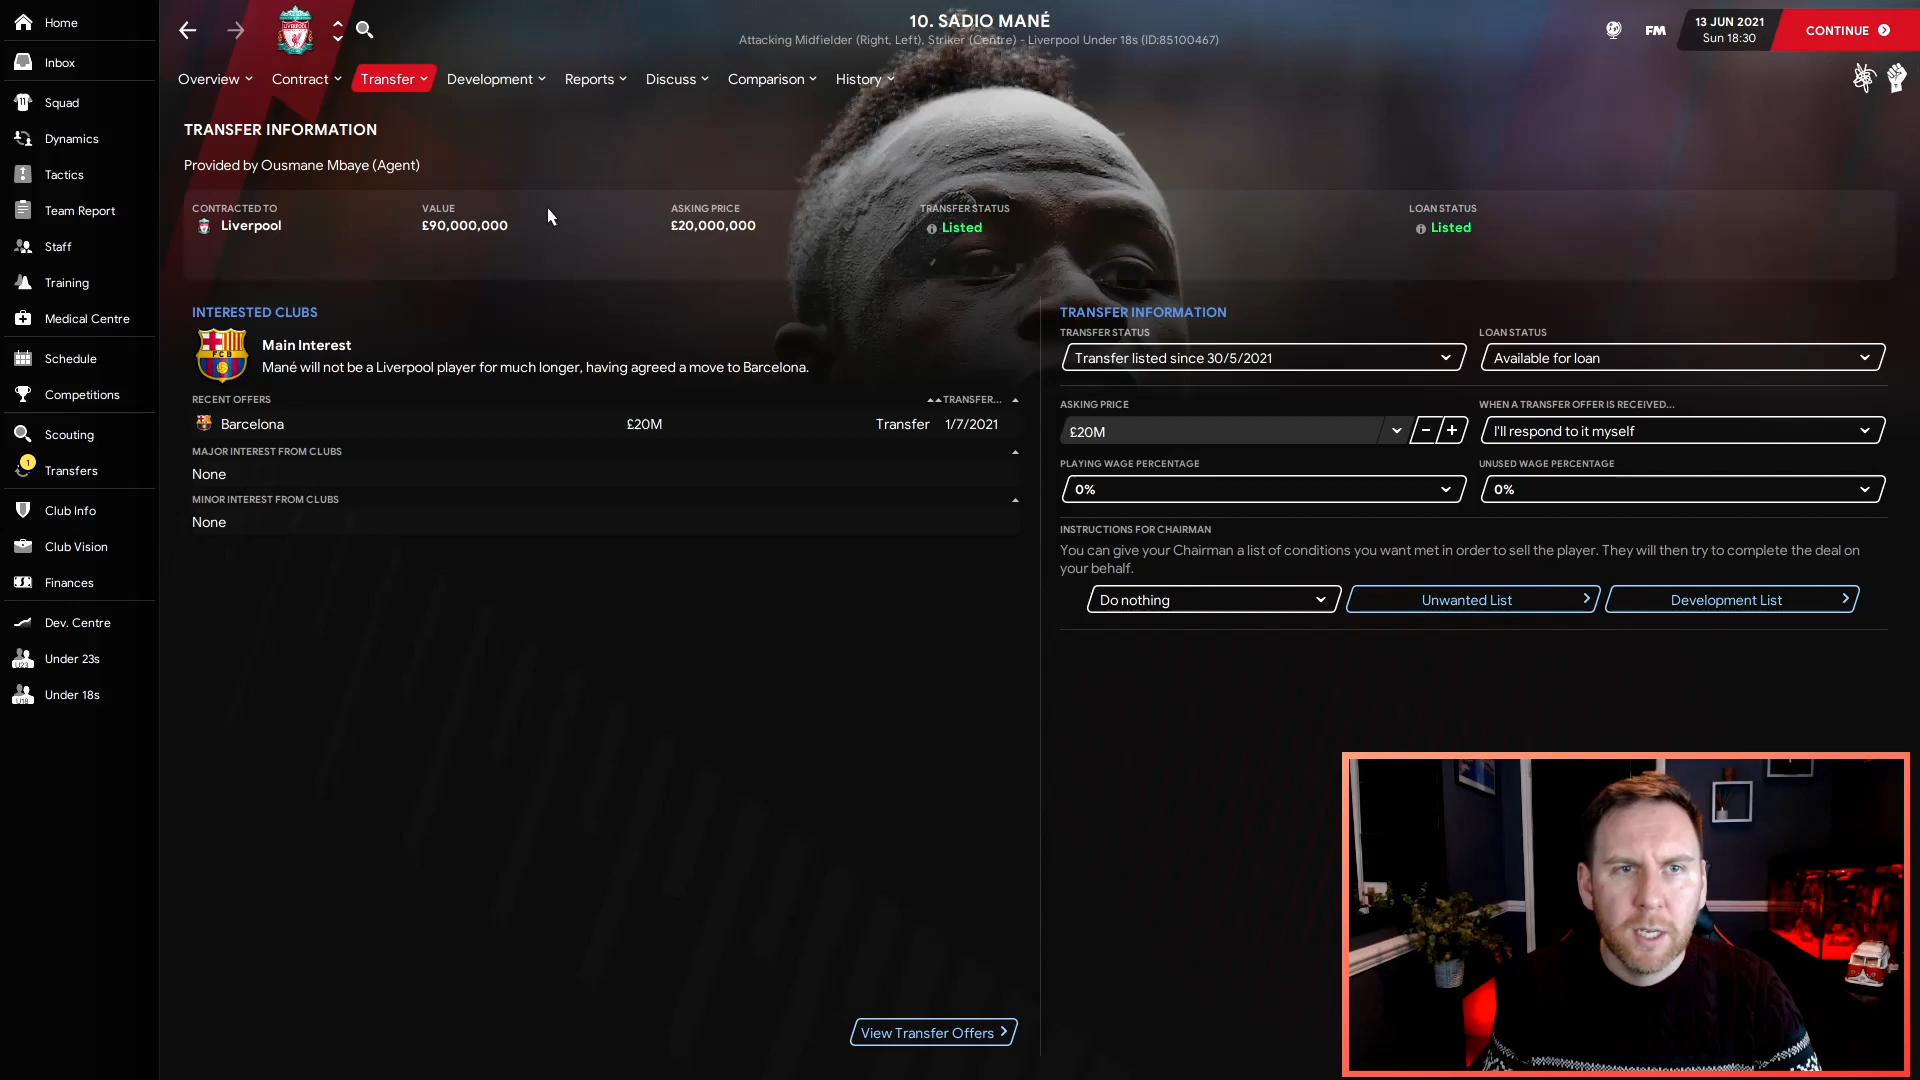 Home
Inbox
Squad
Dynamics
Tactics
Team Report
Staff
Training
Medical Centre
Schedule
Competitions
Scouting
1
Transfers
Club Info
Club Vision
Finances
Dev. Centre
U23
Under 23s
U18
Under 18s
10. SADIO MANÉ
Attacking Midfielder (Right, Left), Striker (Centre) - Liverpool Under 18s (ID:85100467)
FM
13 JUN 2021
Sun 18:30
CONTINUE
Overview
Contract
Transfer
Development
Reports
Discuss
Comparison
History
TRANSFER INFORMATION
Provided by Ousmane Mbaye (Agent)
CONTRACTED TO
Liverpool
VALUE
£90,000,000
ASKING PRICE
£20,000,000
TRANSFER STATUS
Listed
LOAN STATUS
Listed
INTERESTED CLUBS
FCB
Main Interest
Mané will not be a Liverpool player for much longer, having agreed a move to Barcelona.
RECENT OFFERS
TRANSFER...
Barcelona £20M Transfer 1/7/2021
MAJOR INTEREST FROM CLUBS
None
MINOR INTEREST FROM CLUBS
None
View Transfer Offers
TRANSFER INFORMATION
TRANSFER STATUS
Transfer listed since 30/5/2021
LOAN STATUS
Available for loan
ASKING PRICE
£20M
WHEN A TRANSFER OFFER IS RECEIVED...
I'll respond to it myself
PLAYING WAGE PERCENTAGE
0%
UNUSED WAGE PERCENTAGE
0%
INSTRUCTIONS FOR CHAIRMAN
You can give your Chairman a list of conditions you want met in order to sell the player. They will then try to complete the deal on
your behalf.
Do nothing
Unwanted List
Development List